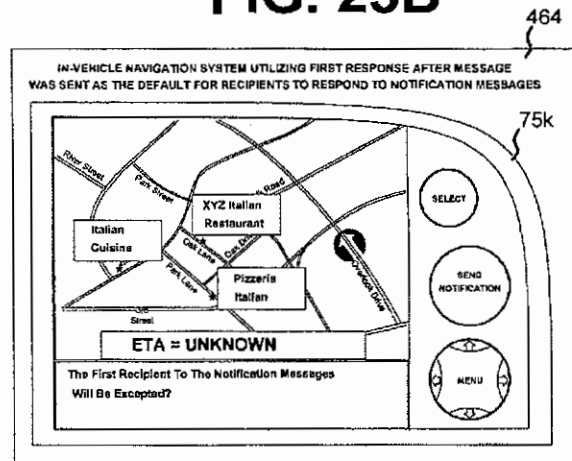 FIG. 23B
464
IN-VEHICLE NAVIGATION SYSTEM UTILIZING FIRST RESPONSE AFTER MESSAGE
WAS SENT AS THE DEFAULT FOR RECIPIENTS TO RESPOND TO NOTIFICATION MESSAGES
75k
River Street
Park Street
Road
XYZ Italian
Restaurant
SELECT
Italian
Cuisine
Oak Lane
Oak Drive
Overlook Drive
Park Lane
Pizzeria
Italian
SEND
NOTIFICATION
Street
ETA = UNKNOWN
The First Recipient To The Notification Messages
Will Be Excepted?
MENU